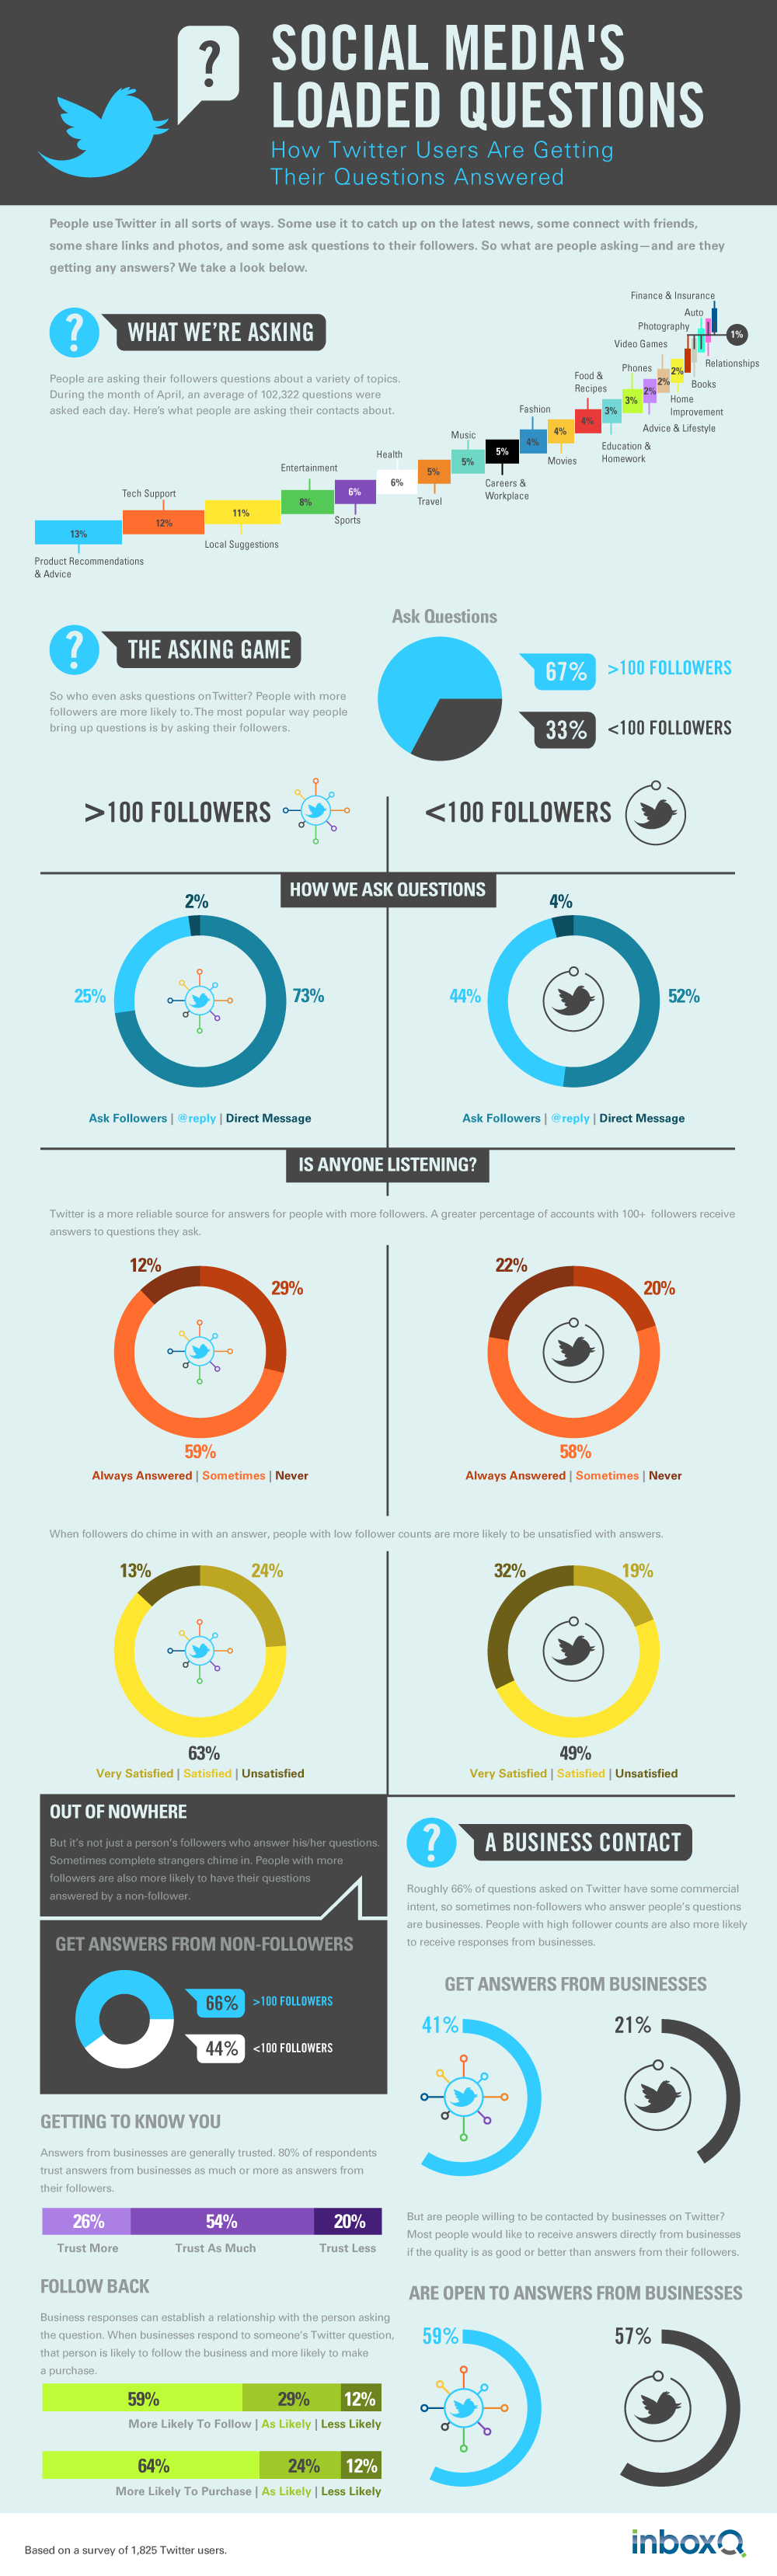 ?
SOCIAL MEDIA'S
LOADED QUESTIONS
How Twitter Users Are Getting
Their Questions Answered
People use Twitter in all sorts of ways. Some use it to catch up on the latest news, some connect with friends,
some share links and photos, and some ask questions to their followers. So what are people asking—and are they
getting any answers? We take a look below.
? WHAT WE'RE ASKING
People are asking their followers questions about a variety of topics.
During the month of April, an average of 102,322 questions were
asked each day. Here's what people are asking their contacts about.
Finance & Insurance
Auto
Photography
1%
Video Games
Relationships
Phones
2%
Books
Food &
Recipes
2%
2%
Home
Improvement
3%
Advice & Lifestyle
Fashion
3%
4%
Education &
Homework
Music
4%
4%
Movies
Health
5%
Careers &
Workplace
Entertainment
5%
5%
Travel
Tech Support
6%
6%
Sports
8%
11%
Local Suggestions
12%
13%
Product Recommendations
& Advice
Ask Questions
? THE ASKING GAME
So who even asks questions on Twitter? People with more
followers are more likely to. The most popular way people
bring up questions is by asking their followers.
67% >100 FOLLOWERS
33% <100 FOLLOWERS
>100 FOLLOWERS
<100 FOLLOWERS
HOW WE ASK QUESTIONS
2%
25%
73%
Ask Followers | @reply | Direct Message
4%
44%
52%
Ask Followers | @reply | Direct Message
IS ANYONE LISTENING?
Twitter is a more reliable source for answers for people with more followers. A greater percentage of accounts with 100+ followers receive
answers to questions they ask.
12%
29%
59%
Always Answered | Sometimes | Never
22%
20%
58%
Always Answered | Sometimes | Never
When followers do chime in with an answer, people with low follower counts are more likely to be unsatisfied with answers.
13%
24%
63%
Very Satisfied | Satisfied | Unsatisfied
32%
19%
49%
Very Satisfied | Satisfied | Unsatisfied
OUT OF NOWHERE
But it's not just a person's followers who answer his/her questions.
Sometimes complete strangers chime in. People with more
followers are also more likely to have their questions
answered by a non-follower.
GET ANSWERS FROM NON-FOLLOWERS
66% >100 FOLLOWERS
44% <100 FOLLOWERS
? A BUSINESS CONTACT
Roughly 66% of questions asked on Twitter have some commercial
intent, so sometimes non-followers who answer people's questions
are businesses. People with high follower counts are also more likely
to receive responses from businesses.
GET ANSWERS FROM BUSINESSES
41%
21%
GETTING TO KNOW YOU
Answers from businesses are generally trusted. 80% of respondents
trust answers from businesses as much or more as answers from
their followers.
26% 54% 20%
Trust More Trust As Much Trust Less
But are people willing to be contacted by businesses on Twitter?
Most people would like to receive answers directly from businesses
if the quality is as good or better than answers from their followers.
FOLLOW BACK
Business responses can establish a relationship with the person asking
the question. When businesses respond to someone's Twitter question,
that person is likely to follow the business and more likely to make
a purchase.
59% 29% 12%
More Likely To Follow | As Likely | Less Likely
64% 24% 12%
More Likely To Purchase | As Likely | Less Likely
ARE OPEN TO ANSWERS FROM BUSINESSES
59%
57%
Based on a survey of 1,825 Twitter users.
inboxQ